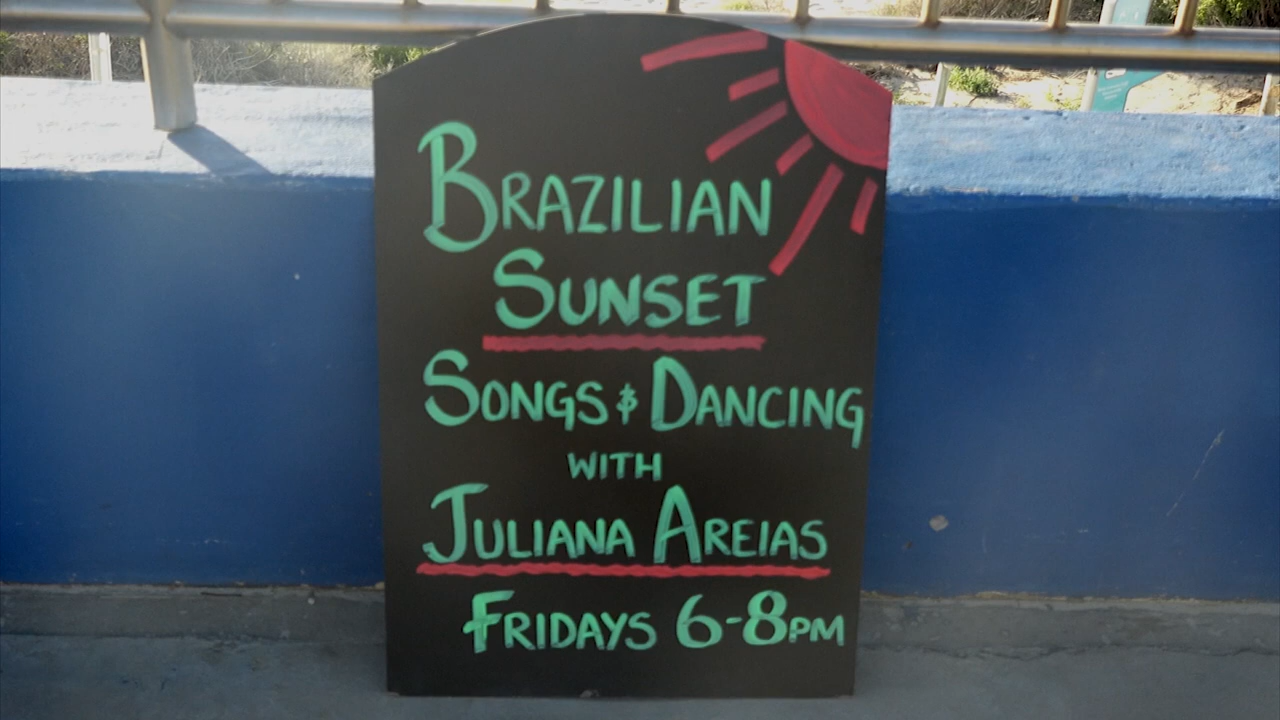 BRAZILIAN
SUNSET
SONGS & DANCING
WITH
JULIANA AREIAS
FRIDAYS 6-8PM